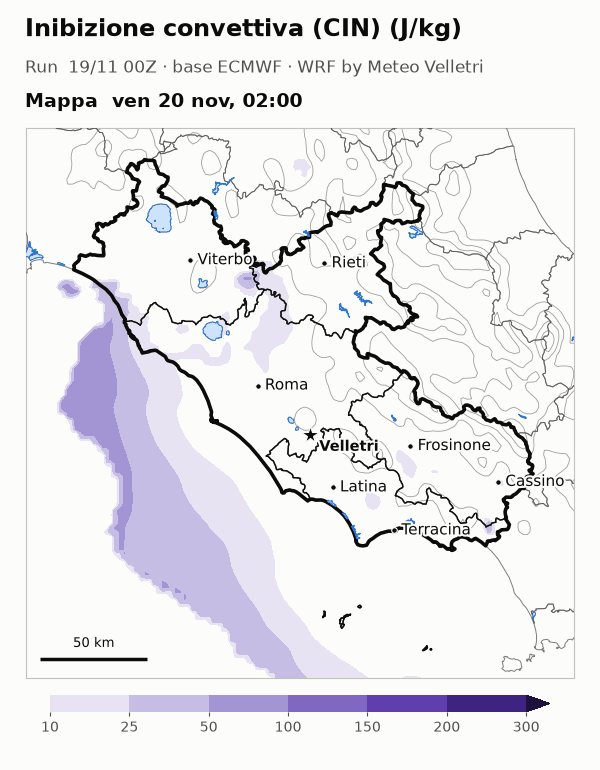 Inibizione convettiva (CIN) (J/kg)
Run  19/11 00Z · base ECMWF · WRF by Meteo Velletri
Mappa  ven 20 nov, 02:00
Viterbo
Rieti
Roma
Velletri
Frosinone
Cassino
Latina
Terracina
50 km
10 25 50 100 150 200 300